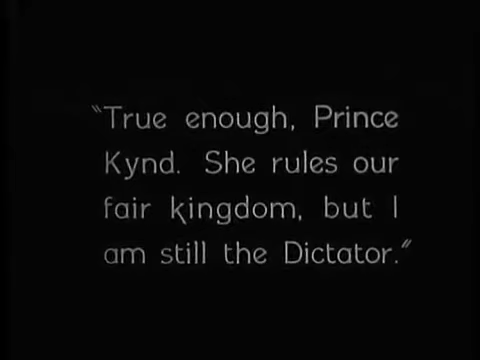 "True enough, Prince
Kynd. She rules our
fair kingdom, but I
am still the Dictator."